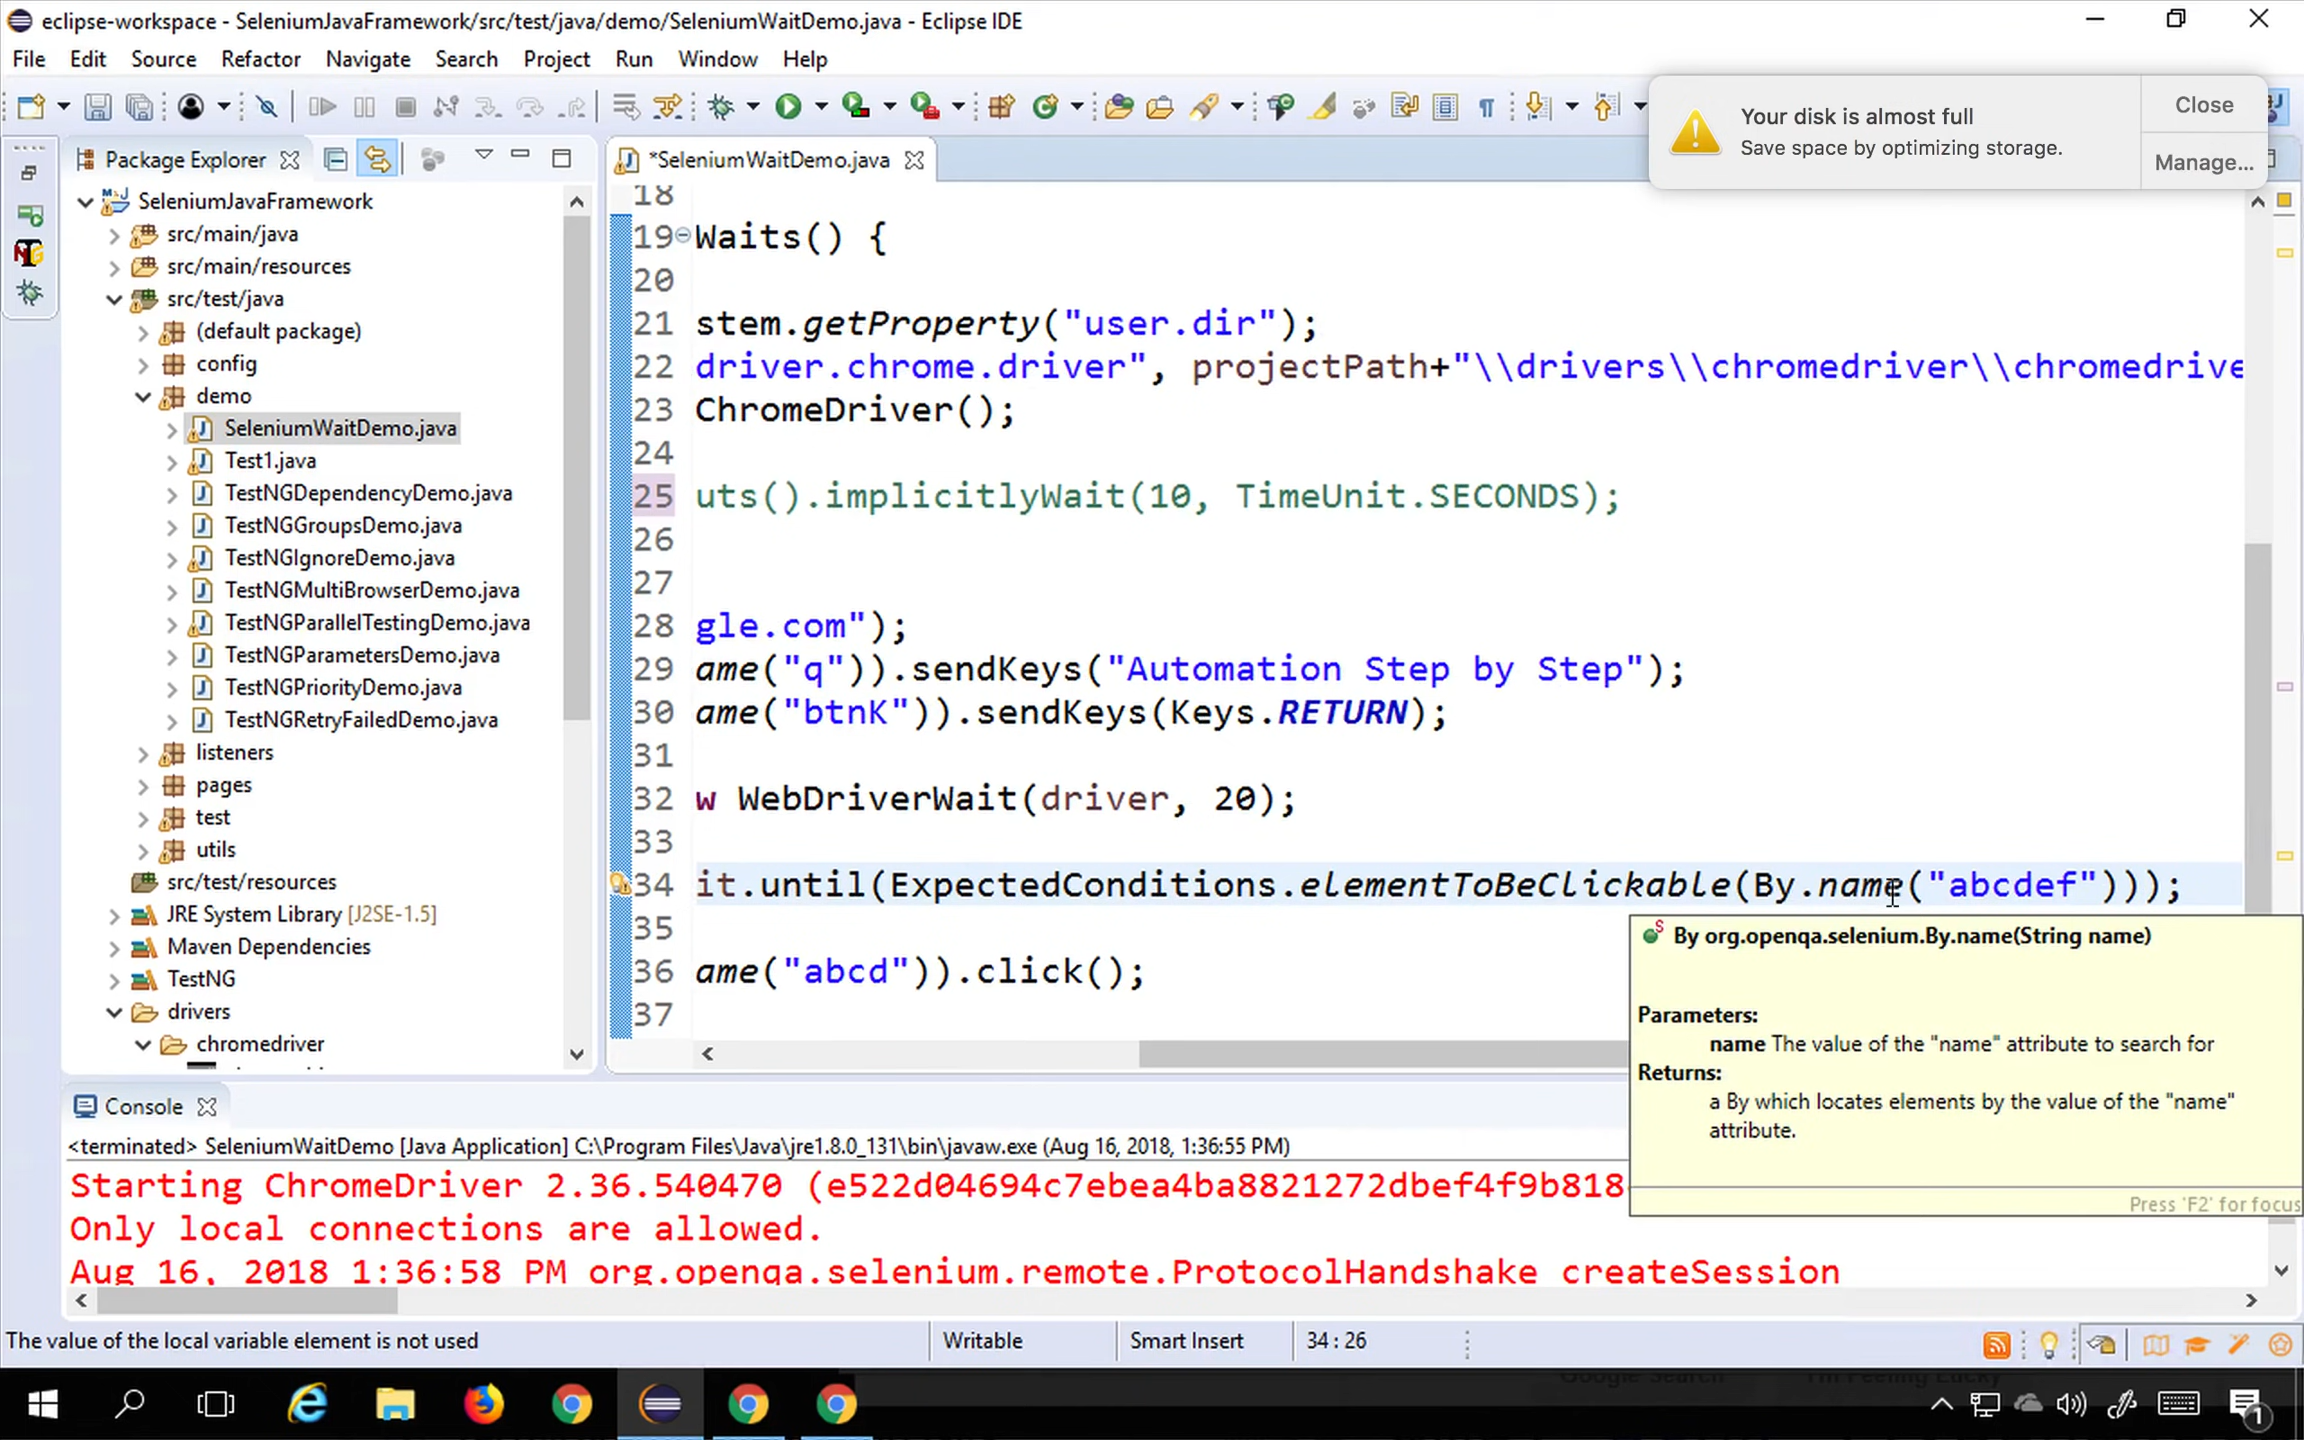 eclipse-workspace - SeleniumJavaFramework/src/test/java/demo/SeleniumWaitDemo.java - Eclipse IDE
File Edit Source Refactor Navigate Search Project Run Window Help
Your disk is almost full
Save space by optimizing storage.
Close
Manage...
Package Explorer
*SeleniumWaitDemo.java
SeleniumJavaFramework
src/main/java
src/main/resources
src/test/java
(default package)
config
demo
SeleniumWaitDemo.java
Test1.java
TestNGDependencyDemo.java
TestNGGroupsDemo.java
TestNGIgnoreDemo.java
TestNGMultiBrowserDemo.java
TestNGParallelTestingDemo.java
TestNGParametersDemo.java
TestNGPriorityDemo.java
TestNGRetryFailedDemo.java
listeners
pages
test
utils
src/test/resources
JRE System Library [J2SE-1.5]
Maven Dependencies
TestNG
drivers
chromedriver
18
19 Waits() {
20
21 stem.getProperty("user.dir");
22 driver.chrome.driver", projectPath+"\\drivers\\chromedriver\\chromedrive
23 ChromeDriver();
24
25 uts().implicitlyWait(10, TimeUnit.SECONDS);
26
27
28 gle.com");
29 ame("q")).sendKeys("Automation Step by Step");
30 ame("btnK")).sendKeys(Keys.RETURN);
31
32 w WebDriverWait(driver, 20);
33
34 it.until(ExpectedConditions.elementToBeClickable(By.name("abcdef")));
35
36 ame("abcd")).click();
37
By org.openqa.selenium.By.name(String name)
Parameters:
name The value of the "name" attribute to search for
Returns:
a By which locates elements by the value of the "name"
attribute.
Press 'F2' for focus
Console
<terminated> SeleniumWaitDemo [Java Application] C:\Program Files\Java\jre1.8.0_131\bin\javaw.exe (Aug 16, 2018, 1:36:55 PM)
Starting ChromeDriver 2.36.540470 (e522d04694c7ebea4ba8821272dbef4f9b818
Only local connections are allowed.
Aug 16, 2018 1:36:58 PM org.openqa.selenium.remote.ProtocolHandshake createSession
The value of the local variable element is not used
Writable
Smart Insert
34 : 26
1